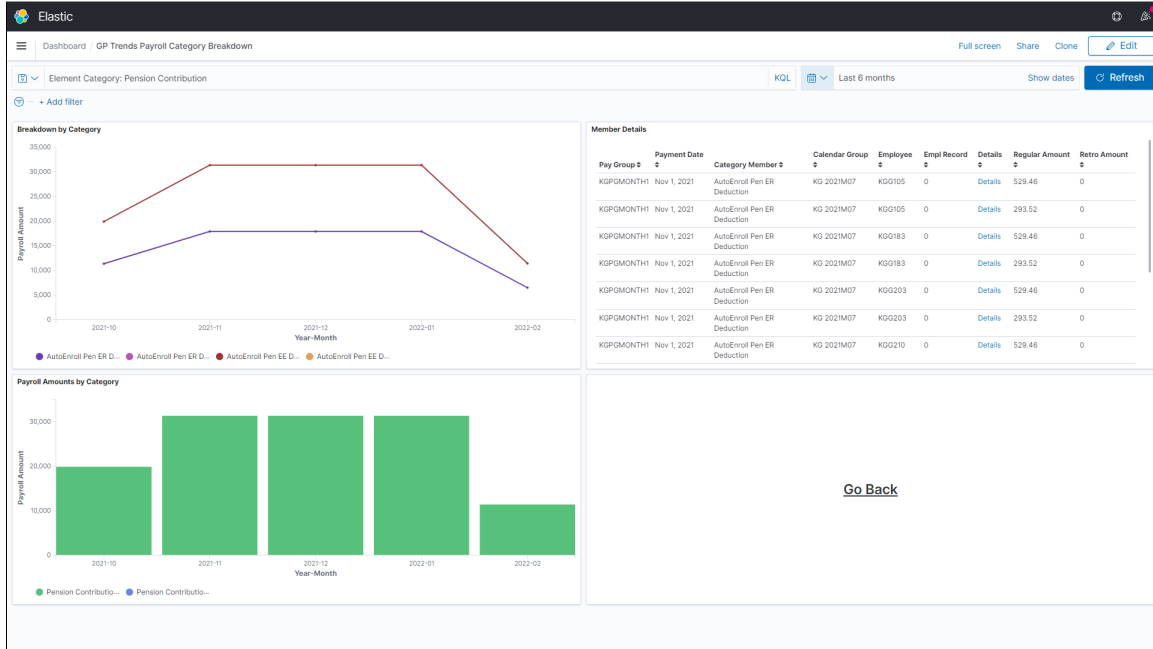 Elastic
Dashboard / GP Trends Payroll Category Breakdown
Full screen Share Clone Edit
Element Category: Pension Contribution
KQL
Last 6 months
Show dates
Refresh
+ Add filter
Breakdown by Category
35,000
30,000
25,000
20,000
15,000
10,000
5,000
0
Payroll Amount
2021-10 2021-11 2021-12 2022-01 2022-02
Year-Month
AutoEnroll Pen ER D... AutoEnroll Pen ER D... AutoEnroll Pen EE D... AutoEnroll Pen EE D...
Member Details
Pay Group Payment Date Category Member Calendar Group Employee Empl Record Details Regular Amount Retro Amount
KGPGMONTH1 Nov 1, 2021 AutoEnroll Pen ER Deduction KG 2021M07 KGG105 0 Details 529.46 0
KGPGMONTH1 Nov 1, 2021 AutoEnroll Pen ER Deduction KG 2021M07 KGG105 0 Details 293.52 0
KGPGMONTH1 Nov 1, 2021 AutoEnroll Pen ER Deduction KG 2021M07 KGG183 0 Details 529.46 0
KGPGMONTH1 Nov 1, 2021 AutoEnroll Pen ER Deduction KG 2021M07 KGG183 0 Details 293.52 0
KGPGMONTH1 Nov 1, 2021 AutoEnroll Pen ER Deduction KG 2021M07 KGG203 0 Details 529.46 0
KGPGMONTH1 Nov 1, 2021 AutoEnroll Pen ER Deduction KG 2021M07 KGG203 0 Details 293.52 0
KGPGMONTH1 Nov 1, 2021 AutoEnroll Pen ER Deduction KG 2021M07 KGG210 0 Details 529.46 0
Payroll Amounts by Category
30,000
20,000
10,000
0
Payroll Amount
2021-10 2021-11 2021-12 2022-01 2022-02
Year-Month
Pension Contributio... Pension Contributio...
Go Back